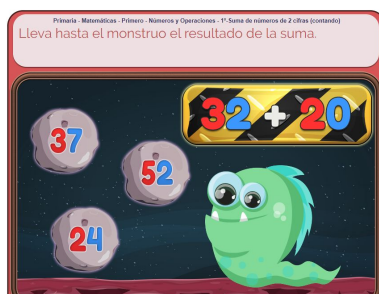 Primaria - Matemáticas - Primero - Números y Operaciones - 1º-Suma de números de 2 cifras (contando)
Lleva hasta el monstruo el resultado de la suma.
32 + 20
37
52
24